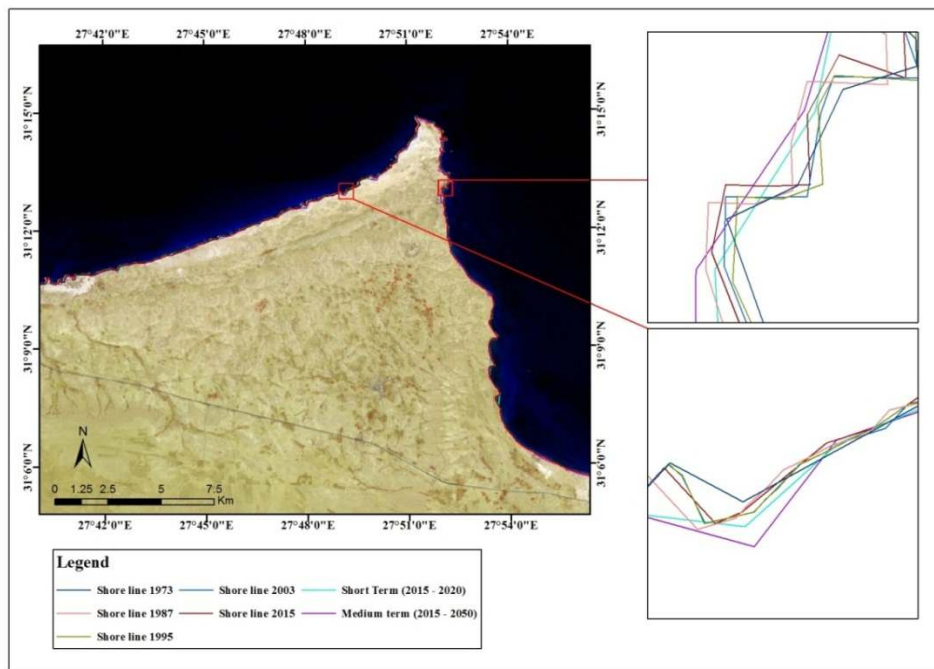 27°42'0"E 27°45'0"E 27°48'0"E 27°51'0"E 27°54'0"E
31°15'0"N 31°15'0"N
31°12'0"N 31°12'0"N
31°9'0"N 31°9'0"N
31°6'0"N 31°6'0"N
N
0 1.25 2.5 5 7.5
Km
27°42'0"E 27°45'0"E 27°48'0"E 27°51'0"E 27°54'0"E
Legend
Shore line 1973 Shore line 2003 Short Term (2015 - 2020)
Shore line 1987 Shore line 2015 Medium term (2015 - 2050)
Shore line 1995